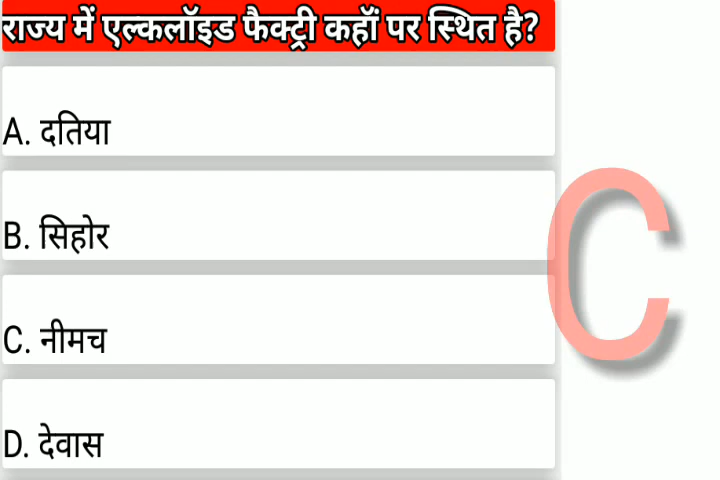 राज्य में एल्कलॉइड फैक्ट्री कहॉं पर स्थित है?
A. दतिया
B. सिहोर
C
C. नीमच
D. देवास